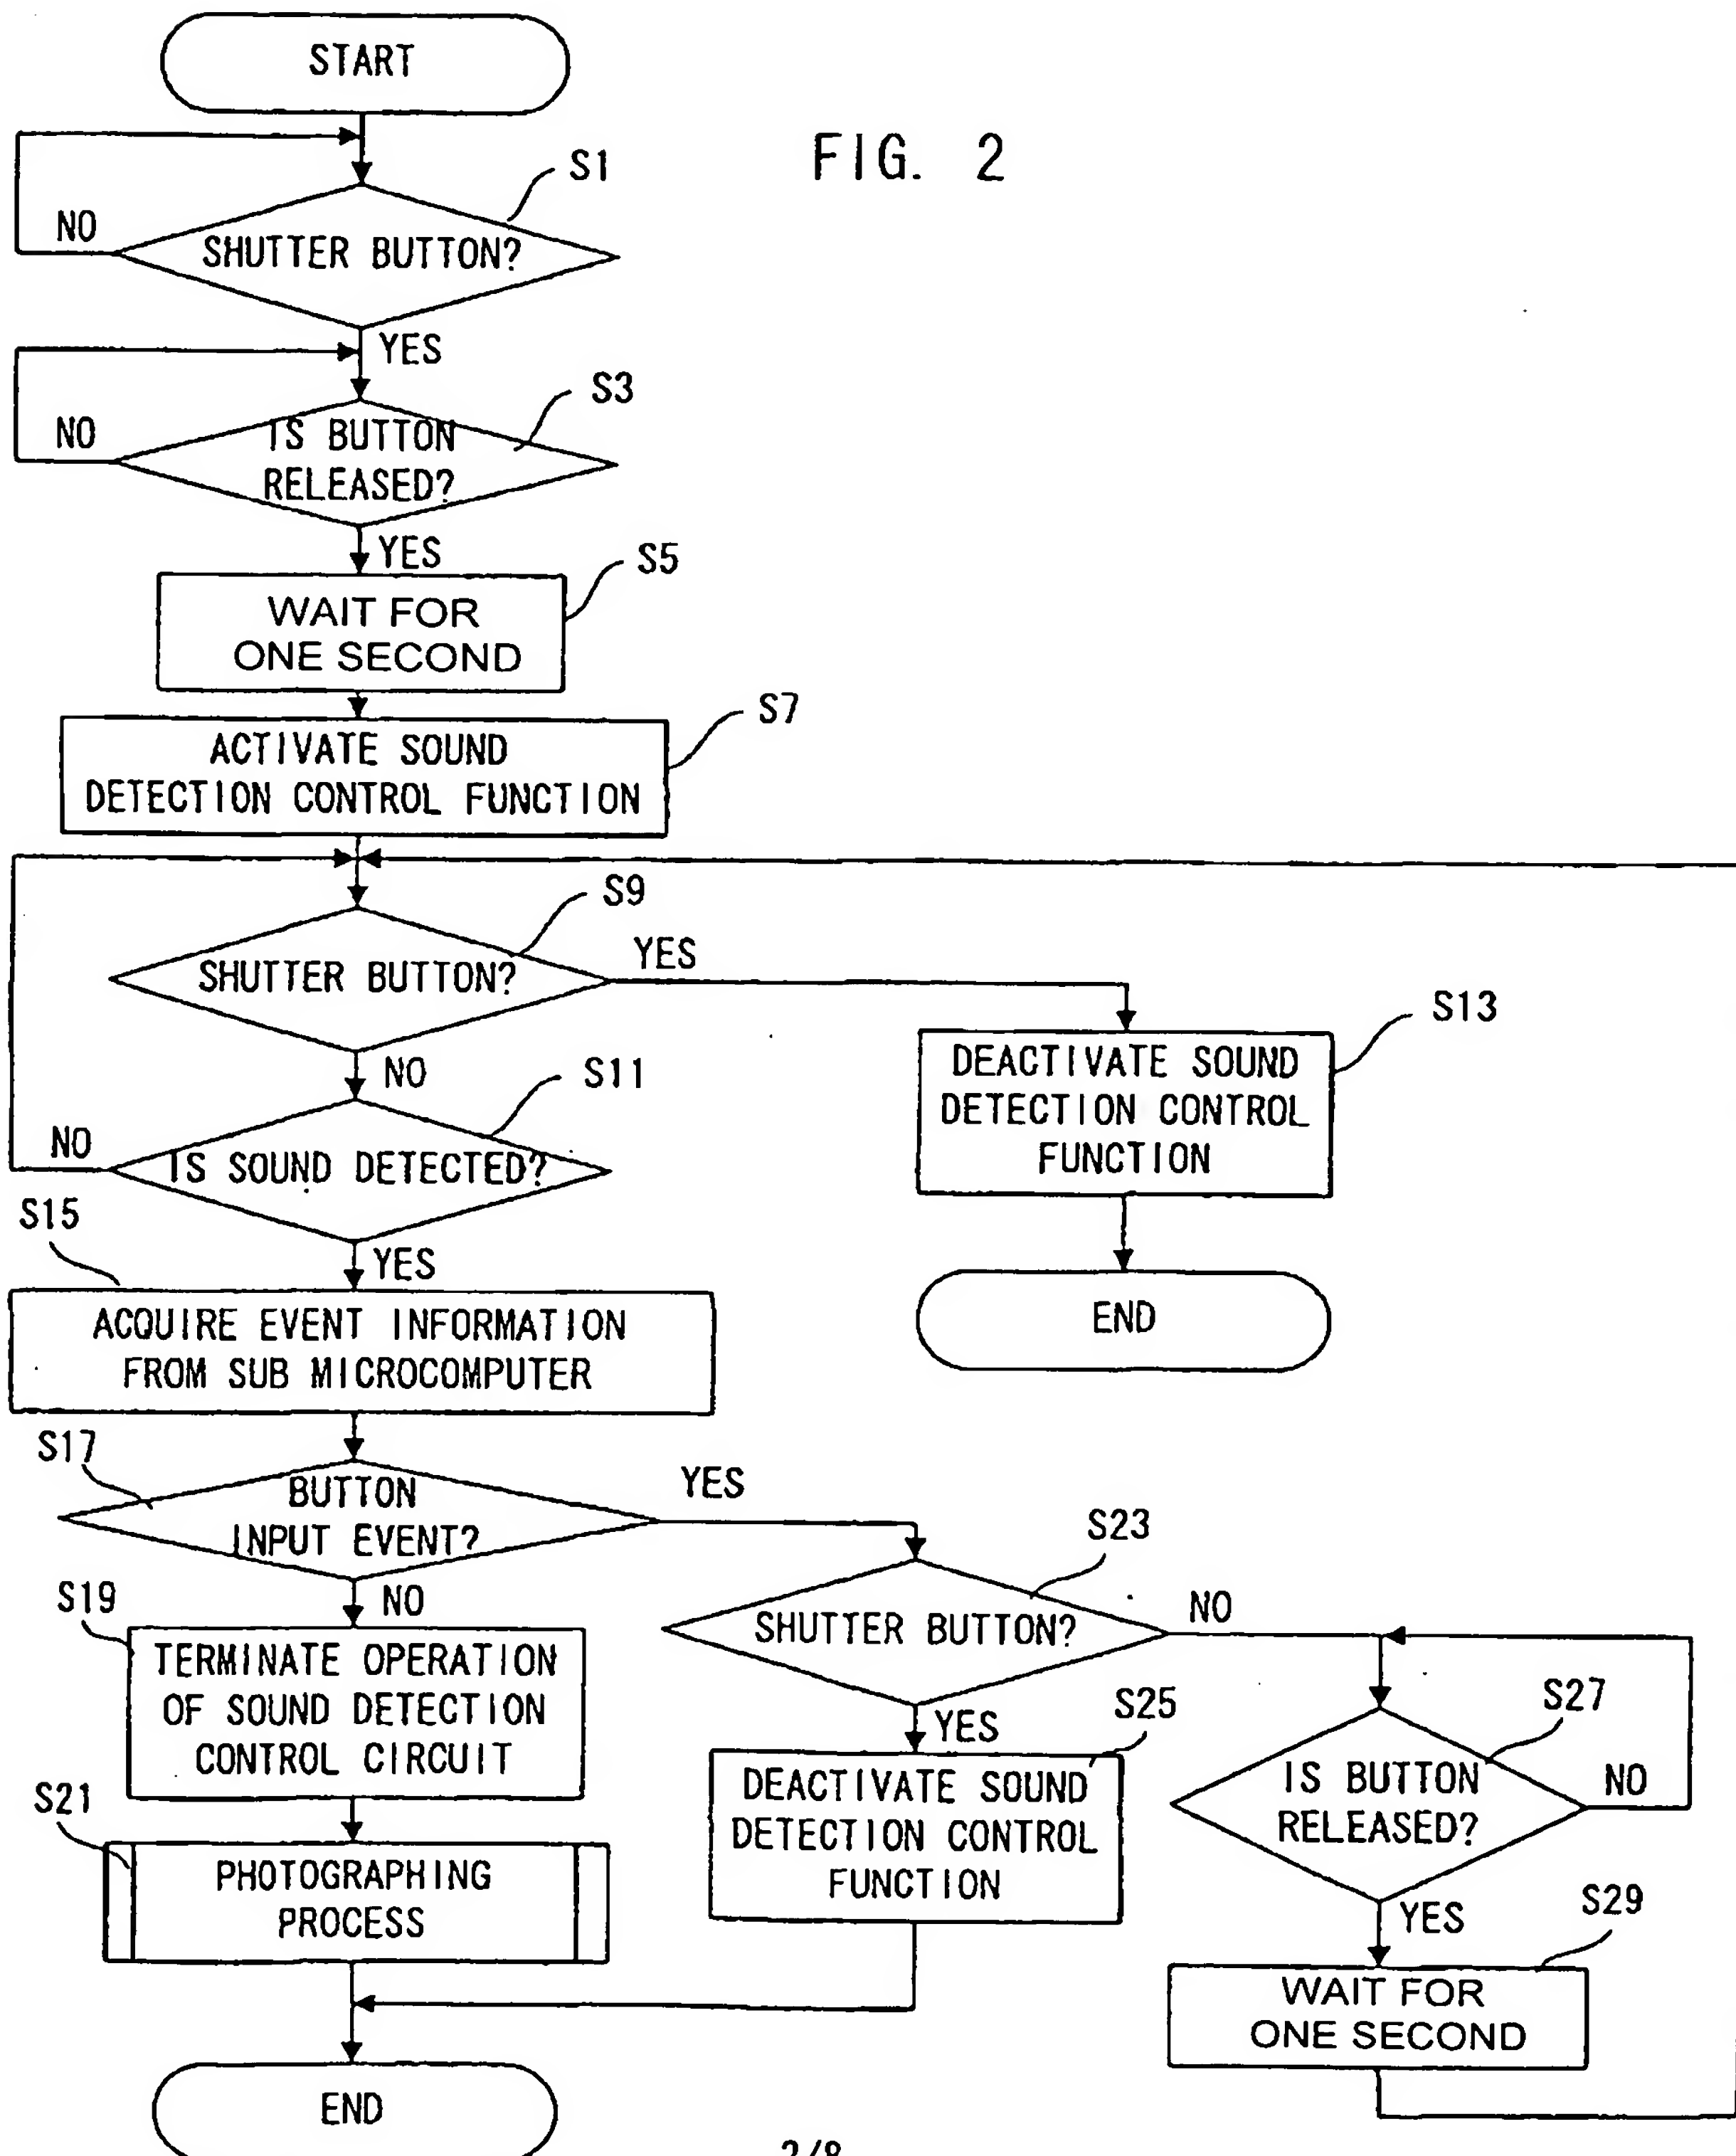 START
FIG. 2
S1
NO
SHUTTER BUTTON?
YES
S3
NO
IS BUTTON
RELEASED?
YES
S5
WAIT FOR
ONE SECOND
S7
ACTIVATE SOUND
DETECTION CONTROL FUNCTION
S9
SHUTTER BUTTON?
YES
S13
DEACTIVATE SOUND
DETECTION CONTROL
FUNCTION
END
NO
S11
NO
IS SOUND DETECTED?
S15
YES
ACQUIRE EVENT INFORMATION
FROM SUB MICROCOMPUTER
S17
BUTTON
INPUT EVENT?
YES
S23
SHUTTER BUTTON?
NO
S19
NO
TERMINATE OPERATION
OF SOUND DETECTION
CONTROL CIRCUIT
S21
PHOTOGRAPHING
PROCESS
YES
S25
DEACTIVATE SOUND
DETECTION CONTROL
FUNCTION
S27
IS BUTTON
RELEASED?
NO
YES
S29
WAIT FOR
ONE SECOND
END
2/8